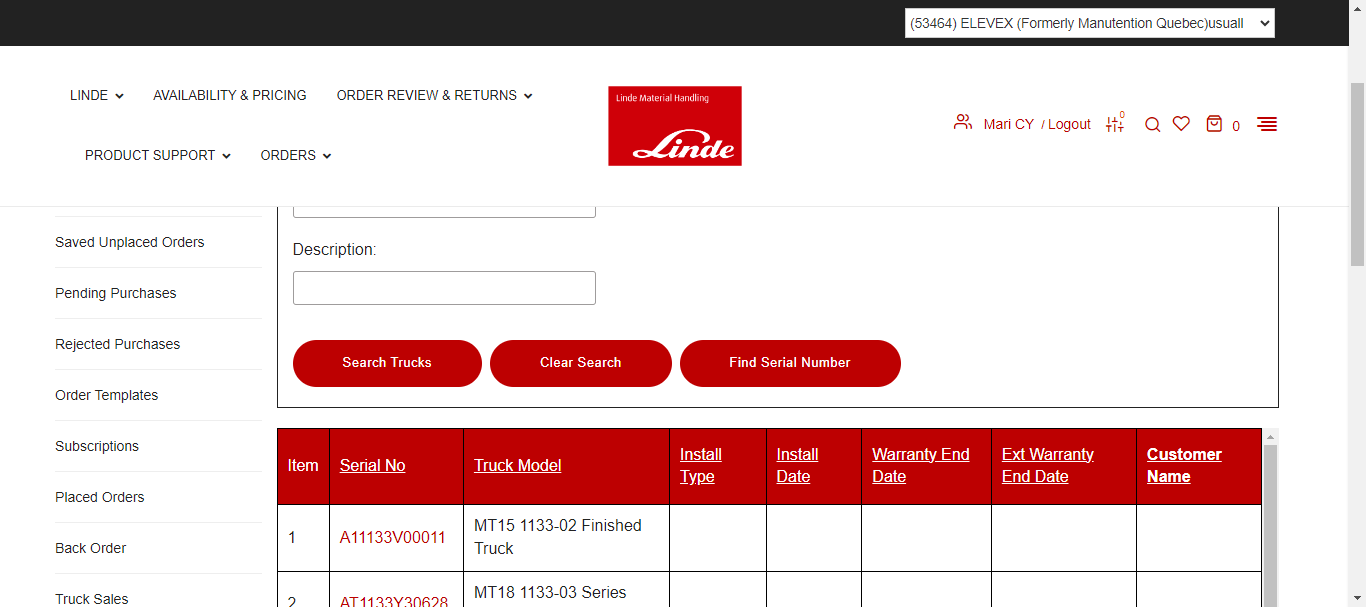 (53464) ELEVEX (Formerly Manutention Quebec)usuall
LINDE
AVAILABILITY & PRICING
ORDER REVIEW & RETURNS
PRODUCT SUPPORT
ORDERS
Linde Material Handling
Linde
Mari CY / Logout
0
0
Saved Unplaced Orders
Pending Purchases
Rejected Purchases
Order Templates
Subscriptions
Placed Orders
Back Order
Truck Sales
Description:
Search Trucks
Clear Search
Find Serial Number
Item
Serial No
Truck Model
Install
Type
Install
Date
Warranty End
Date
Ext Warranty
End Date
Customer
Name
1
A11133V00011
MT15 1133-02 Finished
Truck
2
AT1133Y30628
MT18 1133-03 Series